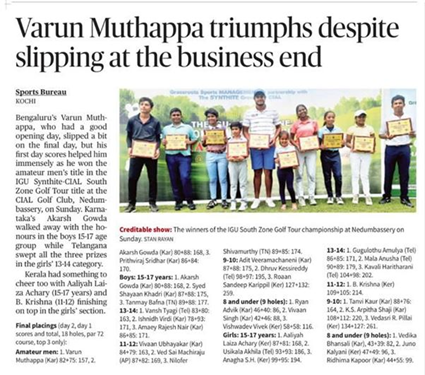 Varun Muthappa triumphs despite
slipping at the business end
Sports Bureau
KOCHI
Bengaluru's Varun Muth-
appa, who had a good
opening day, slipped a bit
on the final day, but his
first day scores helped him
immensely as he won the
amateur men's title in the
IGU Synthite-CIAL South
Zone Golf Tour title at the
CIAL Golf Club, Nedum-
bassery, on Sunday. Karna-
taka's Akarsh Gowda
walked away with the ho-
nours in the boys 15-17 age
group while Telangana
swept all the three prizes
in the girls' 13-14 category.
Kerala had something to
cheer too with Aaliyah Lai-
za Achary (15-17 years) and
B. Krishna (11-12) finishing
on top in the girls' section.
Final placings (day 2, day 1
scores and total, 18 holes, par 72
course, top 3 only):
Amateur men: 1. Varun
Muthappa (Kar) 82+75: 157, 2.
Creditable show: The winners of the IGU South Zone Golf Tour championship at Nedumbassery on
Sunday. STAN RAYAN
Akarsh Gowda (Kar) 80+88: 168, 3.
Prithviraj Sridhar (Kar) 86+84:
170.
Boys: 15-17 years: 1. Akarsh
Gowda (Kar) 80+88: 168, 2. Syed
Shayaan Khadri (Kar) 87+88: 175,
3. Tanmay Bafna (TN) 89+88: 177.
13-14: 1. Vansh Tyagi (Tel) 83+80:
163, 2. Ishnidh Virdi (Kar) 78+93:
171, 3. Amaey Rajesh Nair (Kar)
86+85: 171.
11-12: Vivaan Ubhayakar (Kar)
84+79: 163, 2. Ved Sai Machiraju
(AP) 87+82: 169, 3. Nilofer
Shivamurthy (TN) 89+85: 174.
9-10: Adit Veeramachaneni (Kar)
87+88: 175, 2. Dhruv Kessireddy
(Tel) 98+97: 195, 3. Roaan
Sandeep Karippil (Ker) 127+132:
259.
8 and under (9 holes): 1. Ryan
Advik (Kar) 46+40: 86, 2. Vivaan
Singh (Kar) 42+46: 88, 3.
Vishwadev Vivek (Ker) 58+58: 116.
Girls: 15-17 years: 1. Aaliyah
Laiza Achary (Ker) 87+81: 168, 2.
Usikala Akhila (Tel) 93+93: 186, 3.
Anagha S.H. (Ker) 99+95: 194.
13-14: 1. Gugulothu Amulya (Tel)
86+85: 171, 2. Mala Anusha (Tel)
90+89: 179, 3. Kavali Haritharani
(Tel) 104+98: 202.
11-12: 1. B. Krishna (Ker)
109+105: 214.
9-10: 1. Tanvi Kaur (Kar) 88+76:
164, 2. K.S. Arpitha Shaji (Kar)
108+112: 220, 3. Vedasri R. Pillai
(Ker) 134+127: 261.
8 and under (9 holes): 1. Vedika
Bhansali (Kar), 43+39: 82, 2. Juno
Kalyani (Ker) 47+49: 96, 3.
Ridhima Kapoor (Kar) 44+55: 99.